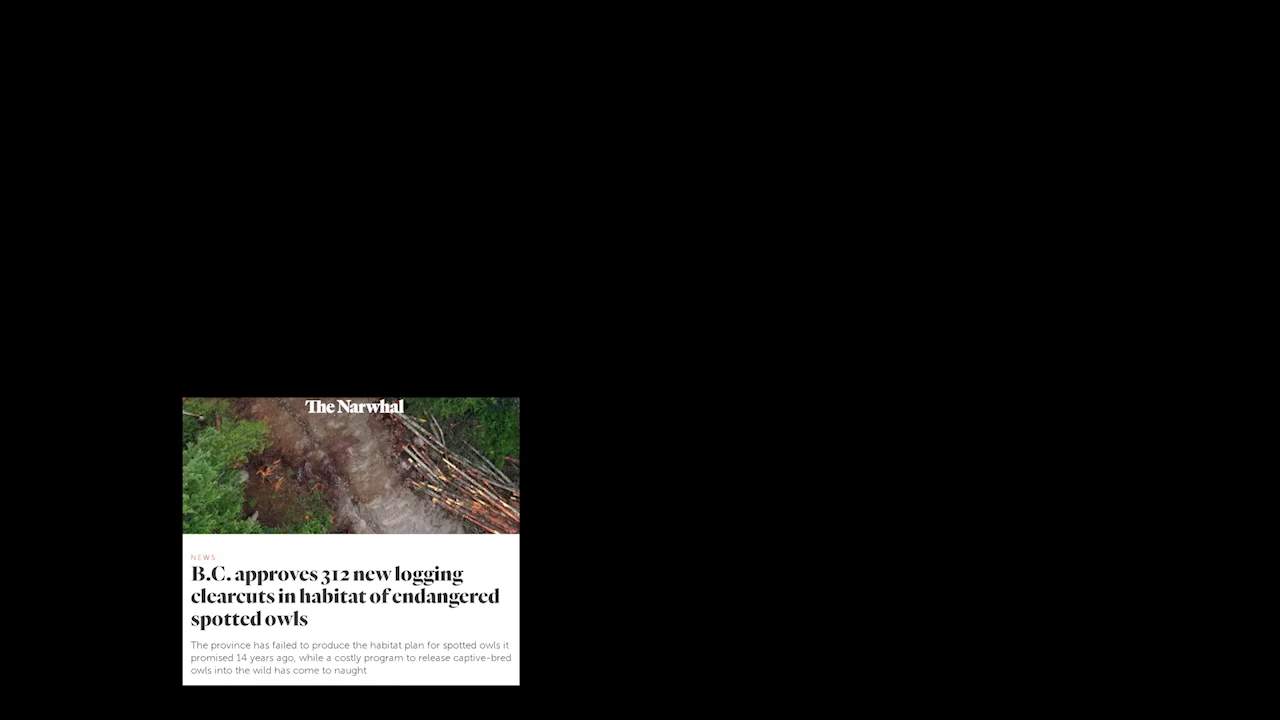 The Narwhal
NEWS
B.C. approves 312 new logging
clearcuts in habitat of endangered
spotted owls
The province has failed to produce the habitat plan for spotted owls it
promised 14 years ago, while a costly program to release captive-bred
owls into the wild has come to naught